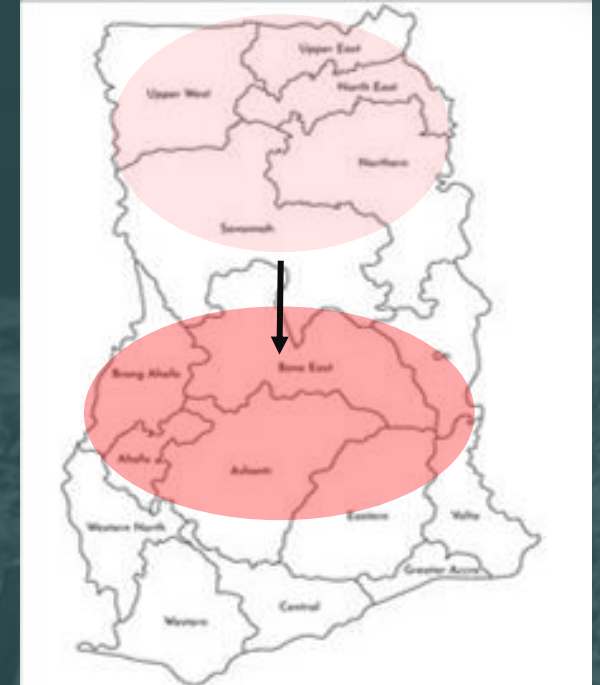 Upper East
Upper West
North East
Northern
Savannah
Bono East
Brong Ahafo
Oti
Ahafo
Ashanti
Eastern
Volta
Western North
Greater Accra
Central
Western